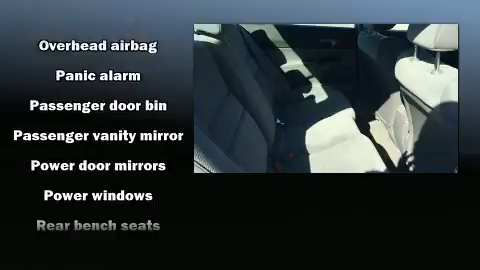 Overhead airbag
Panic alarm
Passenger door bin
Passenger vanity mirror
Power door mirrors
Power windows
Rear bench seats